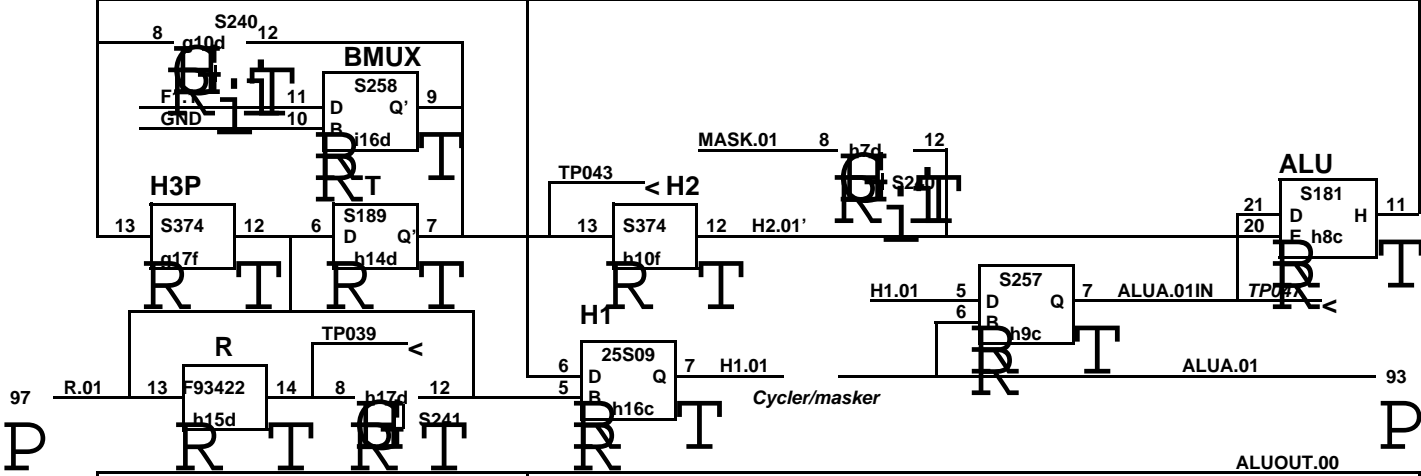 S240
8 g10d 12
BMUX
S258
11 D Q' 9
GND 10 B
i16d
R T
MASK.01 8 h7d 12
TP043
<
H3P
T
H2
ALU
S181
21 D H 11
20
h8c
R T
13 S374 12
g17f
R T
S189
6 D Q' 7
h14d
R T
13 S374 12 H2.01'
h10f
R T
S257
H1.01 5 D Q 7 ALUA.01IN
6 B
h9c
R T
<
H1
TP039
<
R
25S09
6 D Q 7 H1.01
5 B
h16c
R T
Cycler/masker
ALUA.01 93
P
97 R.01 13 F93422 14
h15d
R T
P
8 h17d 12
S241
T
ALUOUT.00